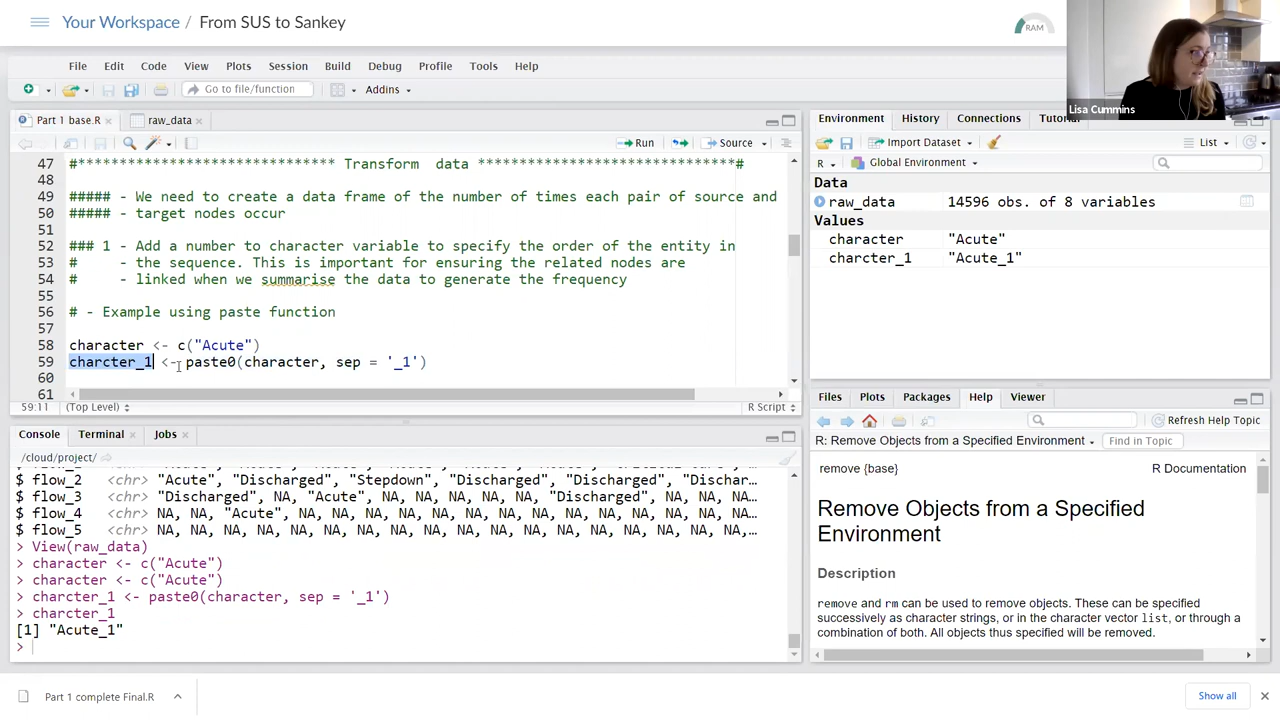 Your Workspace / From SUS to Sankey
RAM
Lisa Cummins
File Edit Code View Plots Session Build Debug Profile Tools Help
Go to file/function Addins
Part 1 base.R raw_data
Run Source
47 #******************************* Transform data *******************************#
48
49 ##### - We need to create a data frame of the number of times each pair of source and
50 ##### - target nodes occur
51
52 ### 1 - Add a number to character variable to specify the order of the entity in
53 # - the sequence. This is important for ensuring the related nodes are
54 # - linked when we summarise the data to generate the frequency
55
56 # - Example using paste function
57
58 character <- c("Acute")
59 charcter_1 <- paste0(character, sep = '_1')
60
61
59:11 (Top Level) R Script
Console Terminal Jobs
/cloud/project/
$ flow_2 <chr> "Acute", "Discharged", "Stepdown", "Discharged", "Discharged", "Dischar…
$ flow_3 <chr> "Discharged", NA, "Acute", NA, NA, NA, NA, NA, "Discharged", NA, NA, NA…
$ flow_4 <chr> NA, NA, "Acute", NA, NA, NA, NA, NA, NA, NA, NA, NA, NA, NA, NA, NA, NA…
$ flow_5 <chr> NA, NA, NA, NA, NA, NA, NA, NA, NA, NA, NA, NA, NA, NA, NA, NA, NA, NA,…
> View(raw_data)
> character <- c("Acute")
> character <- c("Acute")
> charcter_1 <- paste0(character, sep = '_1')
> charcter_1
[1] "Acute_1"
>
Environment History Connections Tutorial
Import Dataset List
R Global Environment
Data
raw_data 14596 obs. of 8 variables
Values
character "Acute"
charcter_1 "Acute_1"
Files Plots Packages Help Viewer
Refresh Help Topic
R: Remove Objects from a Specified Environment Find in Topic
remove {base} R Documentation
Remove Objects from a Specified
Environment
Description
remove and rm can be used to remove objects. These can be specified
successively as character strings, or in the character vector list, or through a
combination of both. All objects thus specified will be removed.
Part 1 complete Final.R
Show all